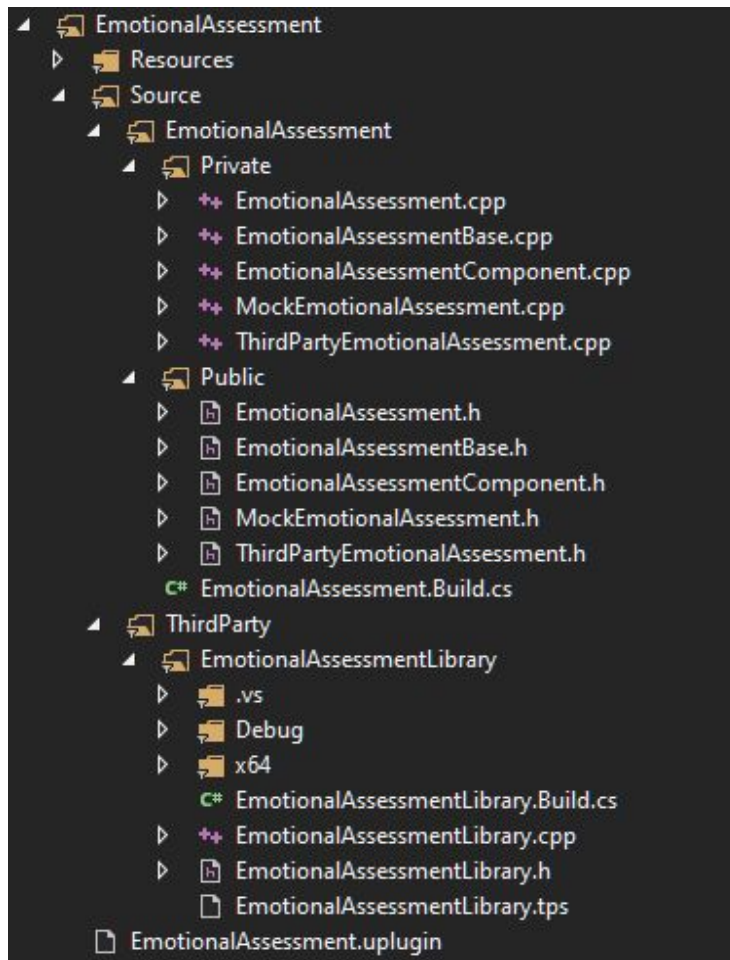 EmotionalAssessment
Resources
Source
EmotionalAssessment
Private
EmotionalAssessment.cpp
EmotionalAssessmentBase.cpp
EmotionalAssessmentComponent.cpp
MockEmotionalAssessment.cpp
ThirdPartyEmotionalAssessment.cpp
Public
EmotionalAssessment.h
EmotionalAssessmentBase.h
EmotionalAssessmentComponent.h
MockEmotionalAssessment.h
ThirdPartyEmotionalAssessment.h
C# EmotionalAssessment.Build.cs
ThirdParty
EmotionalAssessmentLibrary
.vs
Debug
x64
C# EmotionalAssessmentLibrary.Build.cs
EmotionalAssessmentLibrary.cpp
EmotionalAssessmentLibrary.h
EmotionalAssessmentLibrary.tps
EmotionalAssessment.uplugin